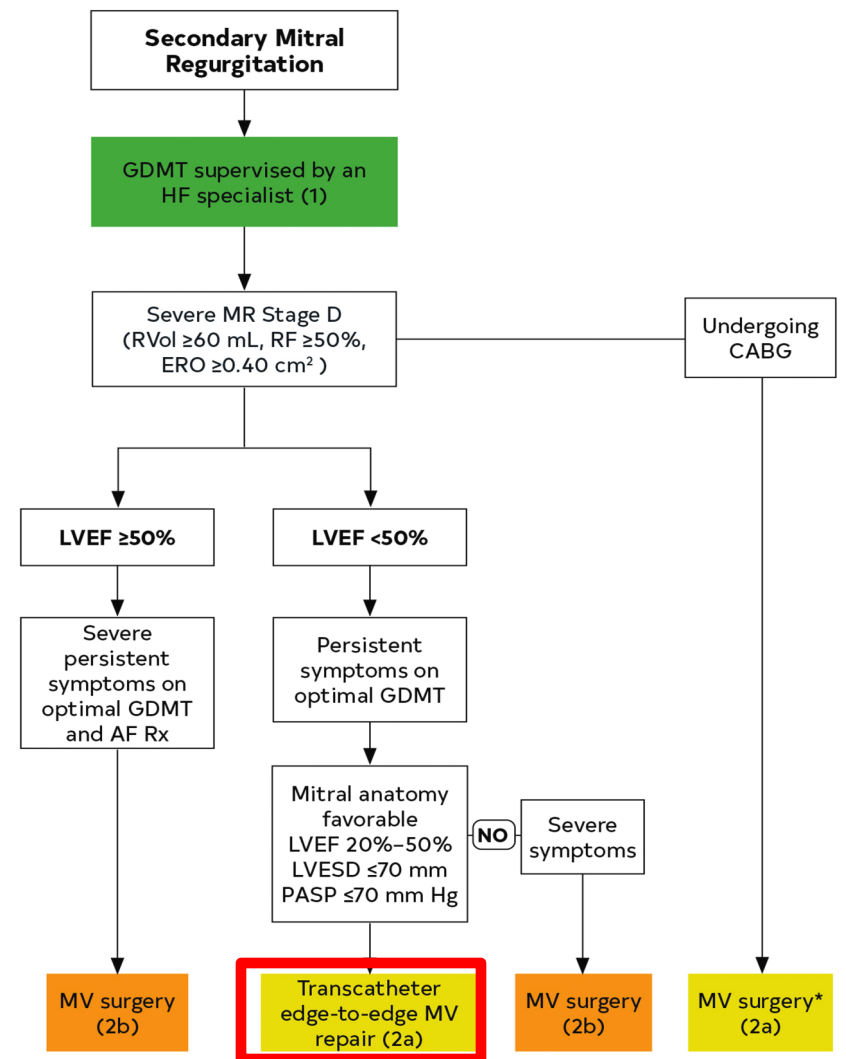 Secondary Mitral
Regurgitation
GDMT supervised by an
HF specialist (1)
Severe MR Stage D
(RVol ≥60 mL, RF ≥50%,
ERO ≥0.40 cm² )
Undergoing
CABG
LVEF ≥50%
LVEF <50%
Severe
persistent
symptoms on
optimal GDMT
and AF Rx
Persistent
symptoms on
optimal GDMT
Mitral anatomy
favorable
LVEF 20%–50%
LVESD ≤70 mm
PASP ≤70 mm Hg
NO
Severe
symptoms
MV surgery
(2b)
Transcatheter
edge-to-edge MV
repair (2a)
MV surgery
(2b)
MV surgery*
(2a)